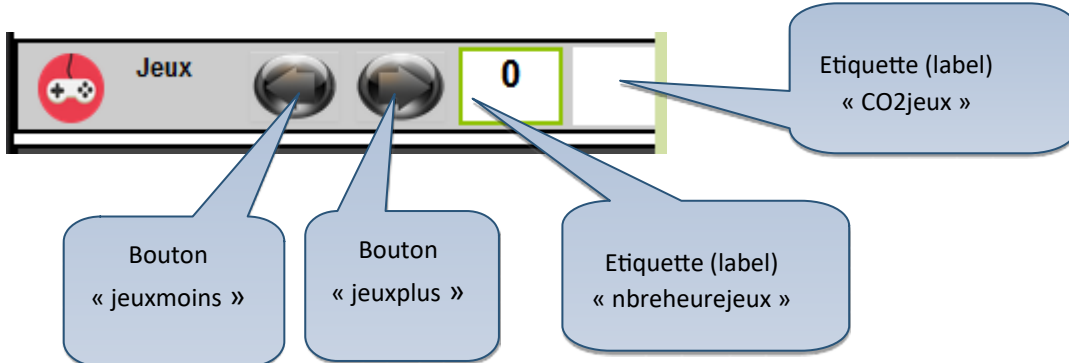 Jeux
0
Etiquette (label)
« CO2jeux »
Bouton
« jeuxmoins »
Bouton
« jeuxplus »
Etiquette (label)
« nbreheurejeux »